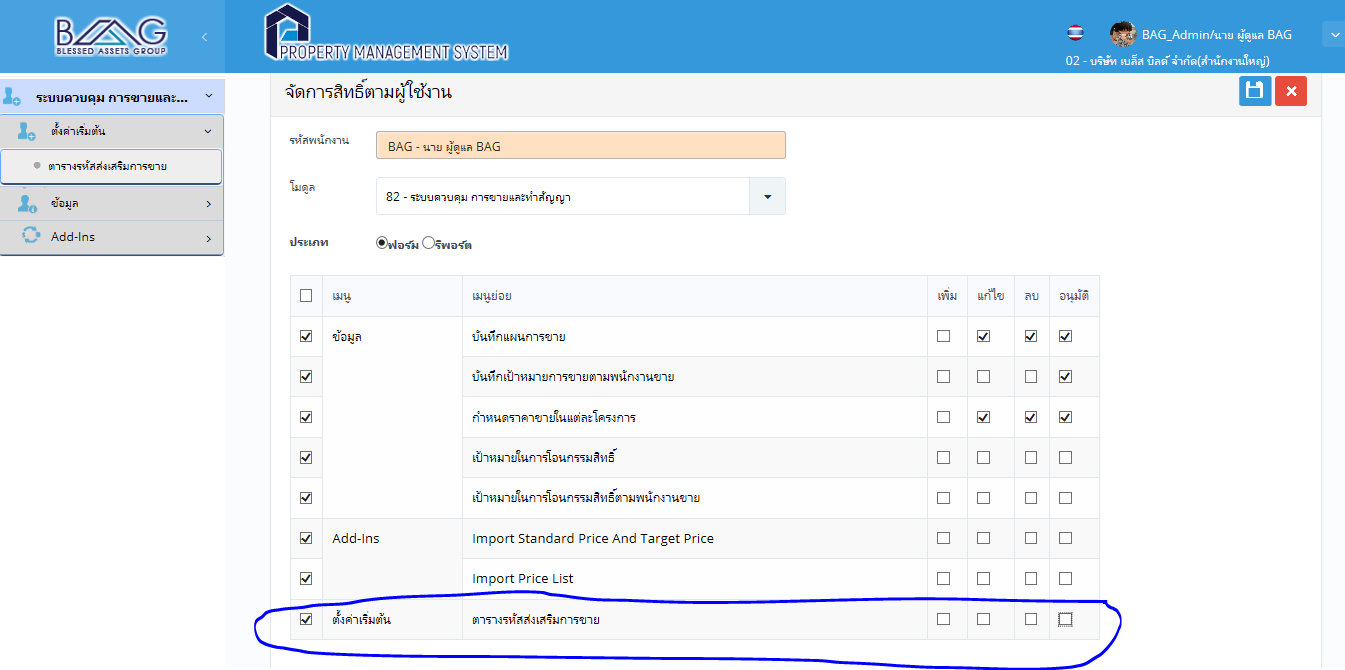 BAG
BLESSED ASSETS GROUP
PROPERTY MANAGEMENT SYSTEM
BAG_Admin/นาย ผู้ดูแล BAG
02 - บริษัท เบล็ส บิลด์ จำกัด(สำนักงานใหญ่)
ระบบควบคุม การขายและ...
ตั้งค่าเริ่มต้น
ตารางรหัสส่งเสริมการขาย
ข้อมูล
Add-Ins
จัดการสิทธิ์ตามผู้ใช้งาน
รหัสพนักงาน BAG - นาย ผู้ดูแล BAG
โมดูล 82 - ระบบควบคุม การขายและทำสัญญา
ประเภท ฟอร์ม รีพอร์ต
เมนู เมนูย่อย เพิ่ม แก้ไข ลบ อนุมัติ
ข้อมูล บันทึกแผนการขาย
บันทึกเป้าหมายการขายตามพนักงานขาย
กำหนดราคาขายในแต่ละโครงการ
เป้าหมายในการโอนกรรมสิทธิ์
เป้าหมายในการโอนกรรมสิทธิ์ตามพนักงานขาย
Add-Ins Import Standard Price And Target Price
Import Price List
ตั้งค่าเริ่มต้น ตารางรหัสส่งเสริมการขาย